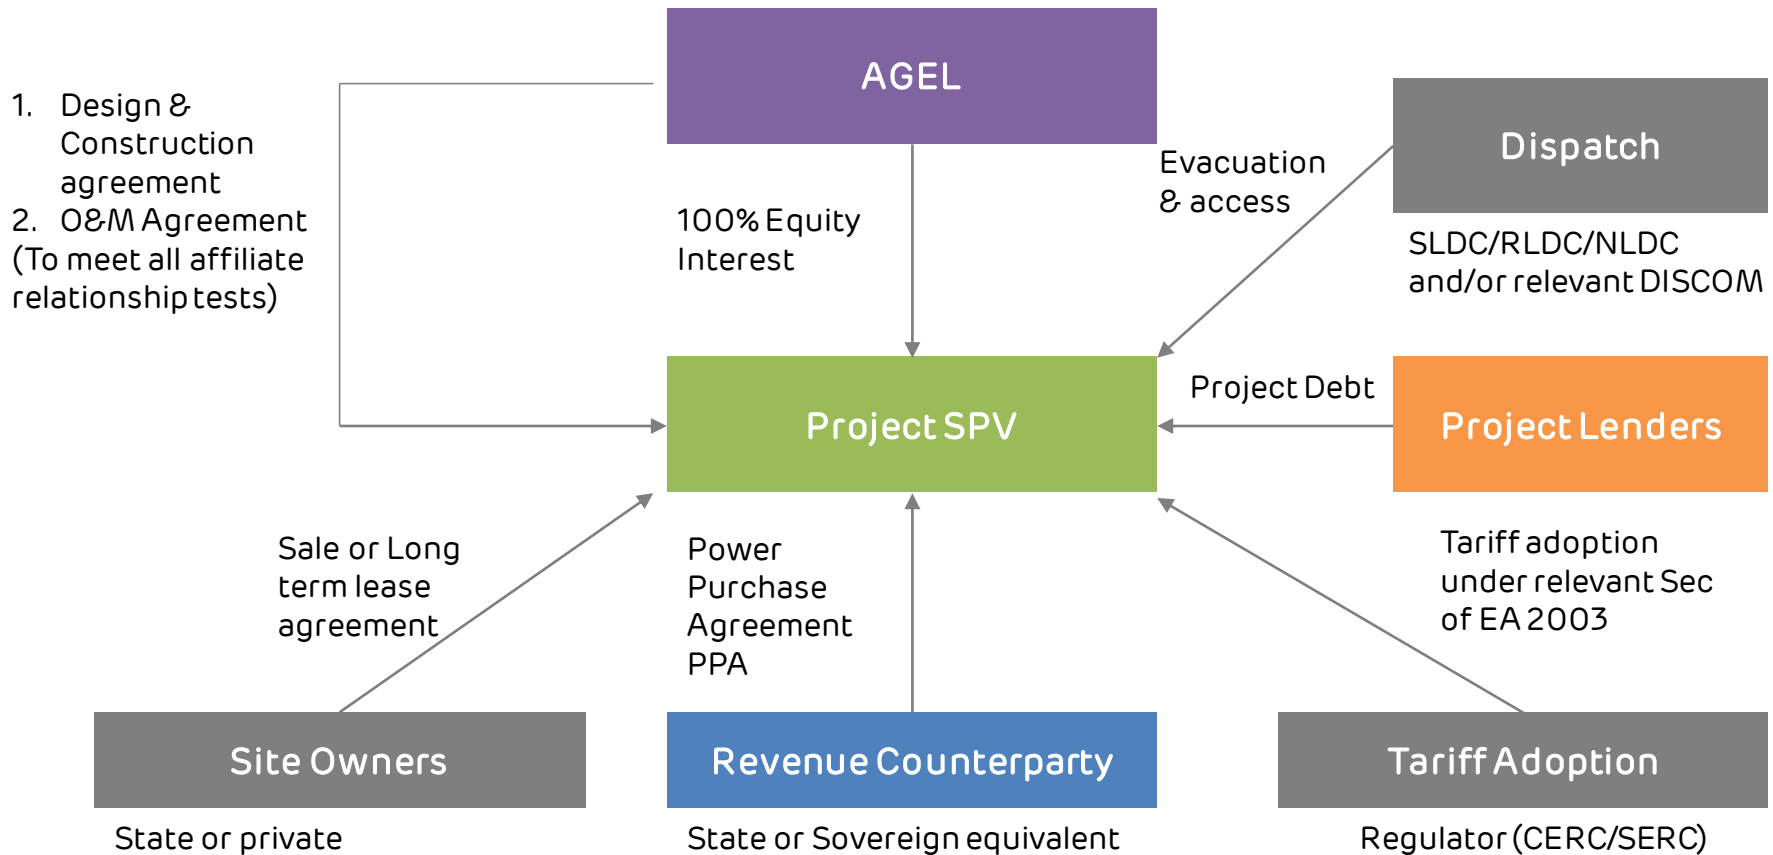 AGEL
1. Design &
Construction
agreement
2. O&M Agreement
(To meet all affiliate
relationship tests)
100% Equity
Interest
Evacuation
& access
Dispatch
SLDC/RLDC/NLDC
and/or relevant DISCOM
Project SPV
Project Debt
Project Lenders
Sale or Long
term lease
agreement
Power
Purchase
Agreement
PPA
Tariff adoption
under relevant Sec
of EA 2003
Site Owners
State or private
Revenue Counterparty
State or Sovereign equivalent
Tariff Adoption
Regulator (CERC/SERC)